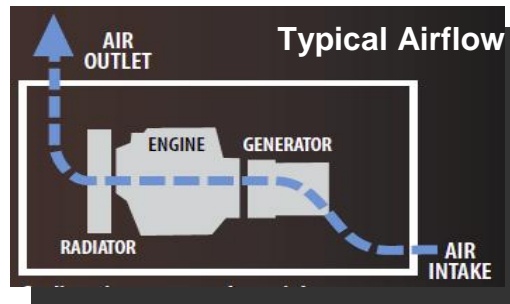 Typical Airflow
AIR
OUTLET
ENGINE
GENERATOR
RADIATOR
AIR
INTAKE